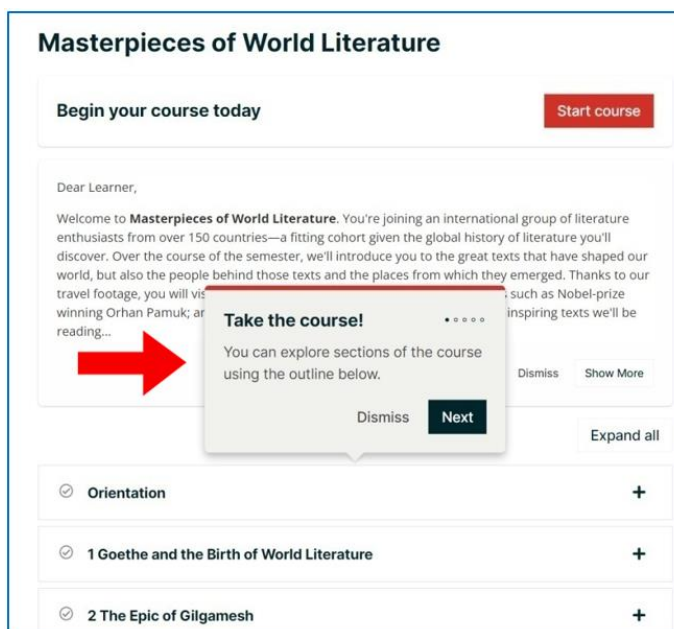 Masterpieces of World Literature
Begin your course today
Start course
Dear Learner,
Welcome to Masterpieces of World Literature. You're joining an international group of literature
enthusiasts from over 150 countries—a fitting cohort given the global history of literature you'll
discover. Over the course of the semester, we'll introduce you to the great texts that have shaped our
world, but also the people behind those texts and the places from which they emerged. Thanks to our
travel footage, you will such as Nobel-prize
winning Orhan Pamuk; inspiring texts we'll be
reading...
Take the course!
You can explore sections of the course
using the outline below.
Dismiss Next
Dismiss Show More
Expand all
Orientation
1 Goethe and the Birth of World Literature
2 The Epic of Gilgamesh